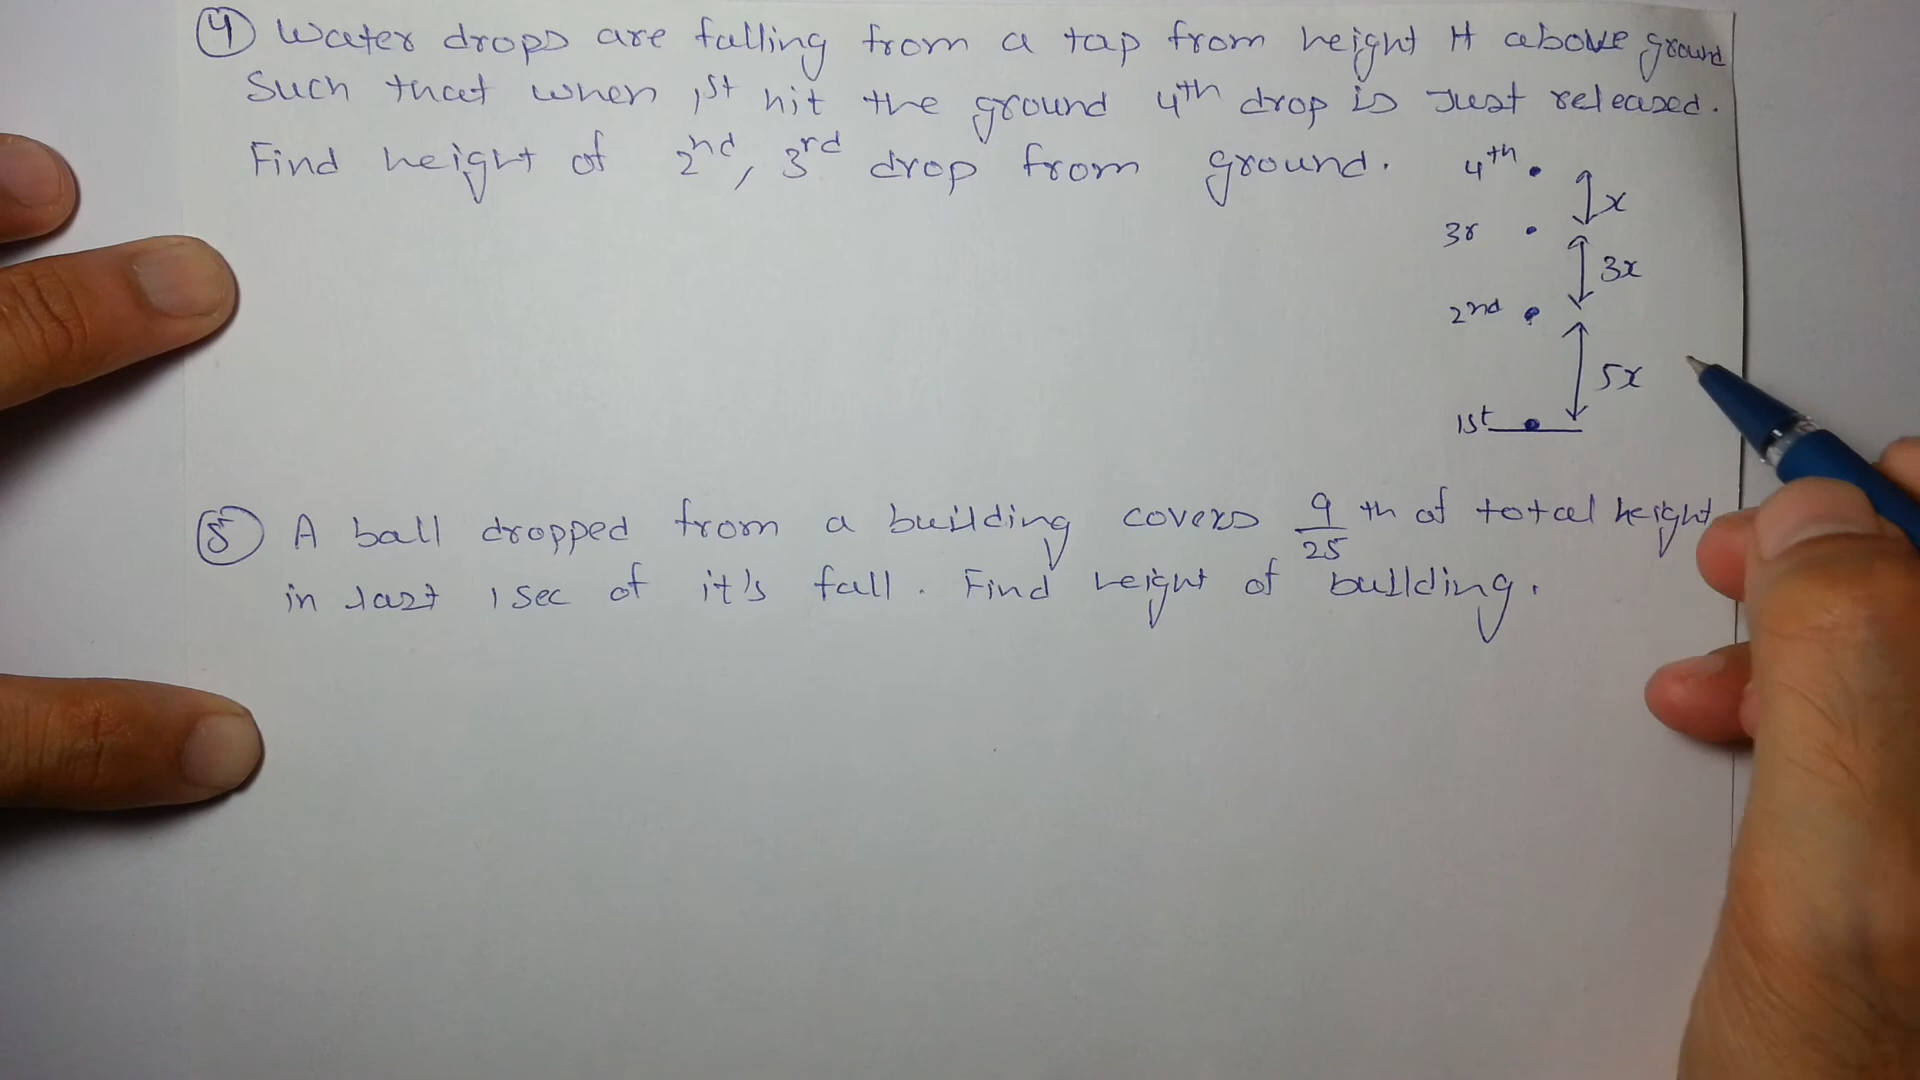 4 Water drops are falling from a tap from height H above ground
Such that when 1st hit the ground 4th drop is Just released.
Find height of 2nd, 3rd drop from ground.
4th
x
3r
3x
2nd
5x
1st
5 A ball dropped from a building covers 9/25 th of total height
in last 1 sec of it's fall. Find height of building.